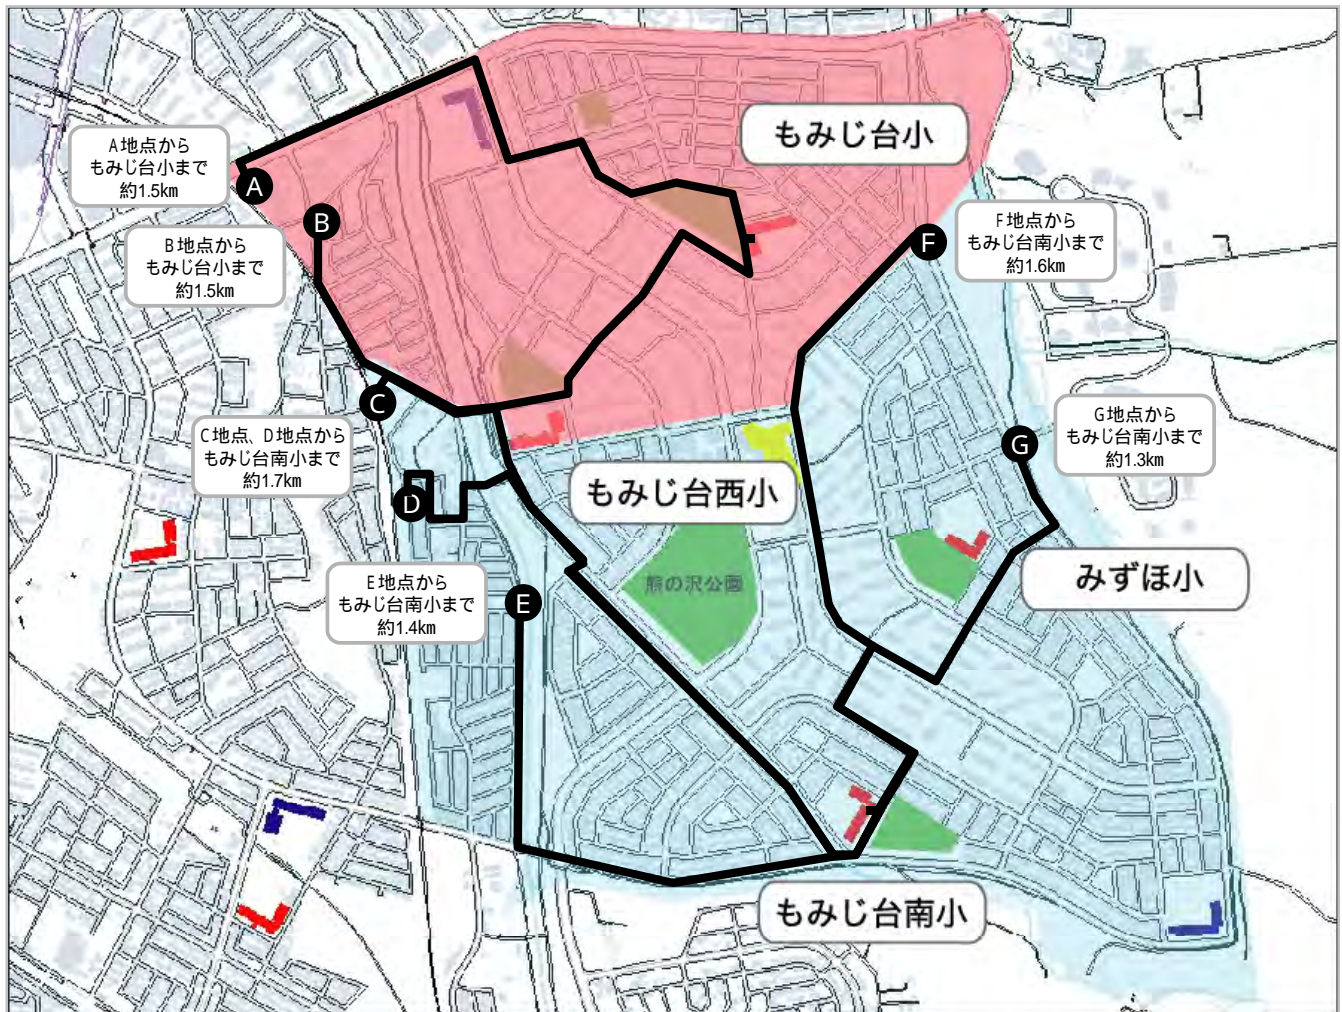 もみじ台小
A地点から
もみじ台小まで
約1.5km
A
B
B地点から
もみじ台小まで
約1.5km
F
F地点から
もみじ台南小まで
約1.6km
C
C地点、D地点から
もみじ台南小まで
約1.7km
G地点から
もみじ台南小まで
約1.3km
G
もみじ台西小
D
みずほ小
熊の沢公園
E地点から
もみじ台南小まで
約1.4km
E
もみじ台南小